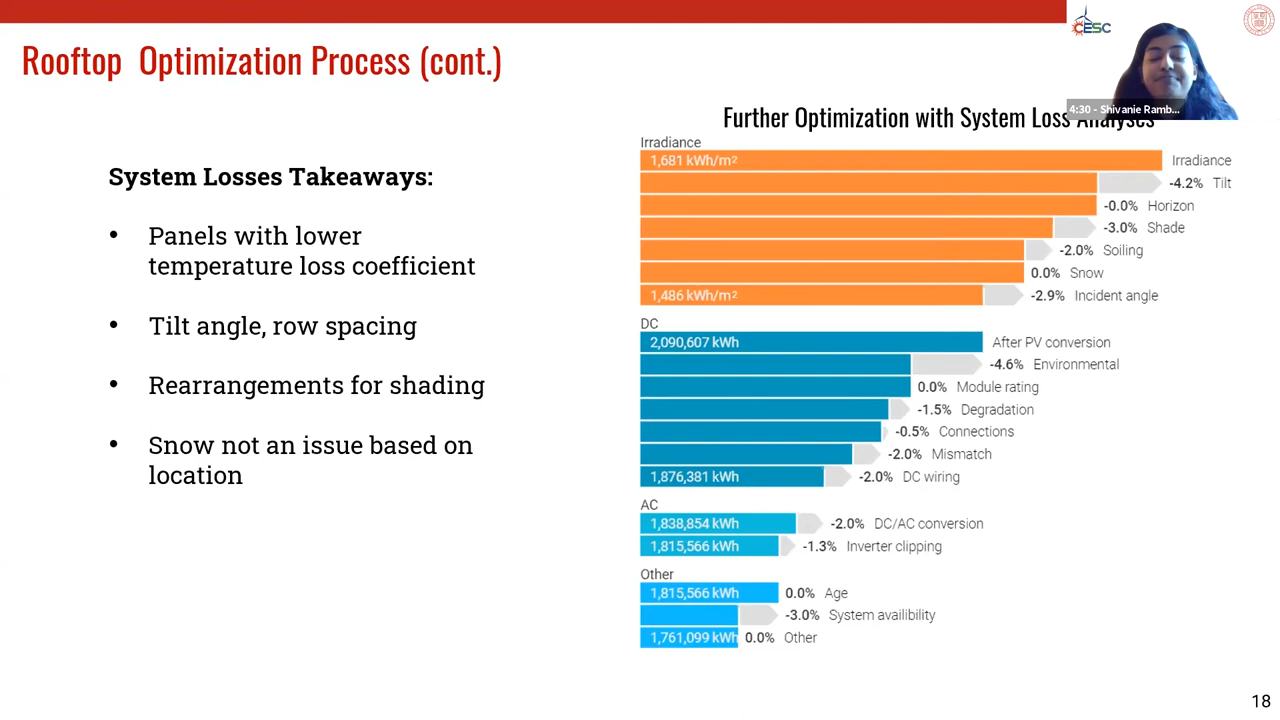 CESC
Rooftop Optimization Process (cont.)
4:30 - Shivanie Ramb...
Further Optimization with System Loss Analyses
System Losses Takeaways:
• Panels with lower
temperature loss coefficient
• Tilt angle, row spacing
• Rearrangements for shading
• Snow not an issue based on
location
Irradiance
1,681 kWh/m² Irradiance
-4.2% Tilt
-0.0% Horizon
-3.0% Shade
-2.0% Soiling
0.0% Snow
1,486 kWh/m² -2.9% Incident angle
DC
2,090,607 kWh After PV conversion
-4.6% Environmental
0.0% Module rating
-1.5% Degradation
-0.5% Connections
-2.0% Mismatch
1,876,381 kWh -2.0% DC wiring
AC
1,838,854 kWh -2.0% DC/AC conversion
1,815,566 kWh -1.3% Inverter clipping
Other
1,815,566 kWh 0.0% Age
-3.0% System availibility
1,761,099 kWh 0.0% Other
18